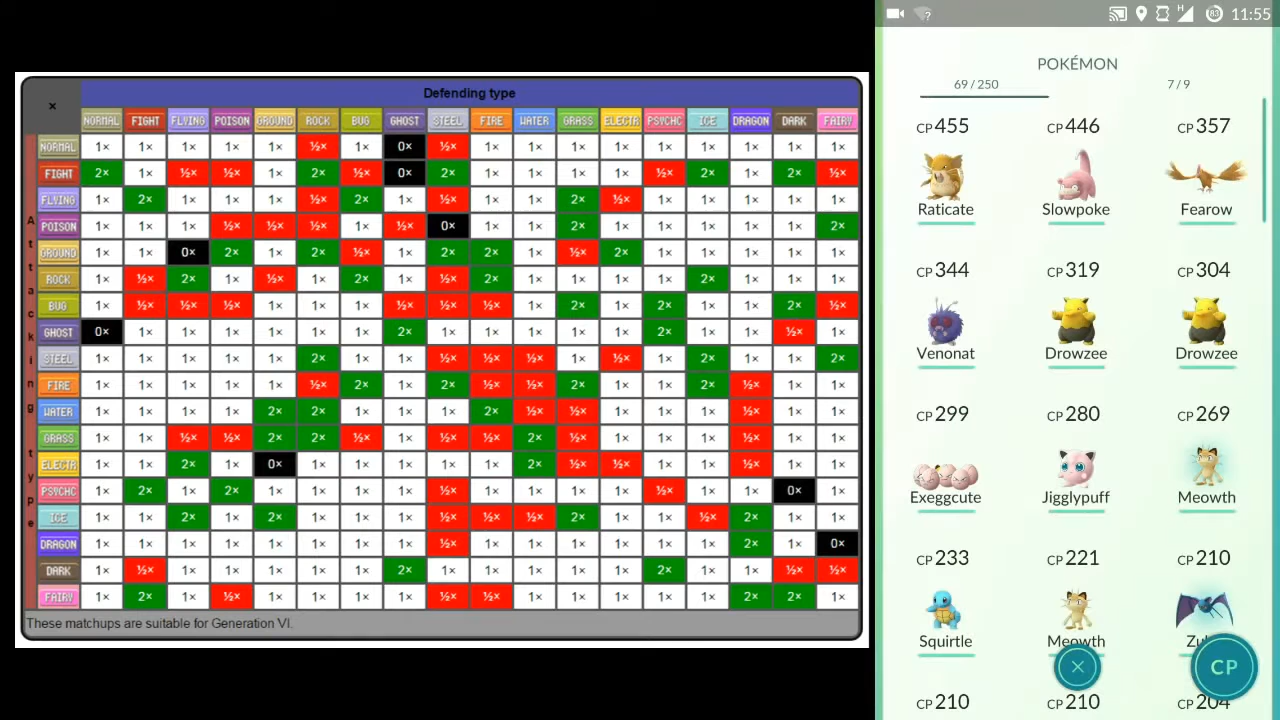 Defending type
×
NORMAL FIGHT FLYING POISON GROUND ROCK BUG GHOST STEEL FIRE WATER GRASS ELECTR PSYCHC ICE DRAGON DARK FAIRY
Attacking type
NORMAL 1× 1× 1× 1× 1× ½× 1× 0× ½× 1× 1× 1× 1× 1× 1× 1× 1× 1×
FIGHT 2× 1× ½× ½× 1× 2× ½× 0× 2× 1× 1× 1× 1× ½× 2× 1× 2× ½×
FLYING 1× 2× 1× 1× 1× ½× 2× 1× ½× 1× 1× 2× ½× 1× 1× 1× 1× 1×
POISON 1× 1× 1× ½× ½× ½× 1× ½× 0× 1× 1× 2× 1× 1× 1× 1× 1× 2×
GROUND 1× 1× 0× 2× 1× 2× ½× 1× 2× 2× 1× ½× 2× 1× 1× 1× 1× 1×
ROCK 1× ½× 2× 1× ½× 1× 2× 1× ½× 2× 1× 1× 1× 1× 2× 1× 1× 1×
BUG 1× ½× ½× ½× 1× 1× 1× ½× ½× ½× 1× 2× 1× 2× 1× 1× 2× ½×
GHOST 0× 1× 1× 1× 1× 1× 1× 2× 1× 1× 1× 1× 1× 2× 1× 1× ½× 1×
STEEL 1× 1× 1× 1× 1× 2× 1× 1× ½× ½× ½× 1× ½× 1× 2× 1× 1× 2×
FIRE 1× 1× 1× 1× 1× ½× 2× 1× 2× ½× ½× 2× 1× 1× 2× ½× 1× 1×
WATER 1× 1× 1× 1× 2× 2× 1× 1× 1× 2× ½× ½× 1× 1× 1× ½× 1× 1×
GRASS 1× 1× ½× ½× 2× 2× ½× 1× ½× ½× 2× ½× 1× 1× 1× ½× 1× 1×
ELECTR 1× 1× 2× 1× 0× 1× 1× 1× 1× 1× 2× ½× ½× 1× 1× ½× 1× 1×
PSYCHC 1× 2× 1× 2× 1× 1× 1× 1× ½× 1× 1× 1× 1× ½× 1× 1× 0× 1×
ICE 1× 1× 2× 1× 2× 1× 1× 1× ½× ½× ½× 2× 1× 1× ½× 2× 1× 1×
DRAGON 1× 1× 1× 1× 1× 1× 1× 1× ½× 1× 1× 1× 1× 1× 1× 2× 1× 0×
DARK 1× ½× 1× 1× 1× 1× 1× 2× 1× 1× 1× 1× 1× 2× 1× 1× ½× ½×
FAIRY 1× 2× 1× ½× 1× 1× 1× 1× ½× ½× 1× 1× 1× 1× 1× 2× 2× 1×
These matchups are suitable for Generation VI.
? H 83 11:55
POKÉMON
69 / 250 7 / 9
CP455 CP446 CP357
Raticate Slowpoke Fearow
CP344 CP319 CP304
Venonat Drowzee Drowzee
CP299 CP280 CP269
Exeggcute Jigglypuff Meowth
CP233 CP221 CP210
Squirtle Meowth Zu
CP
CP210 CP210 CP204